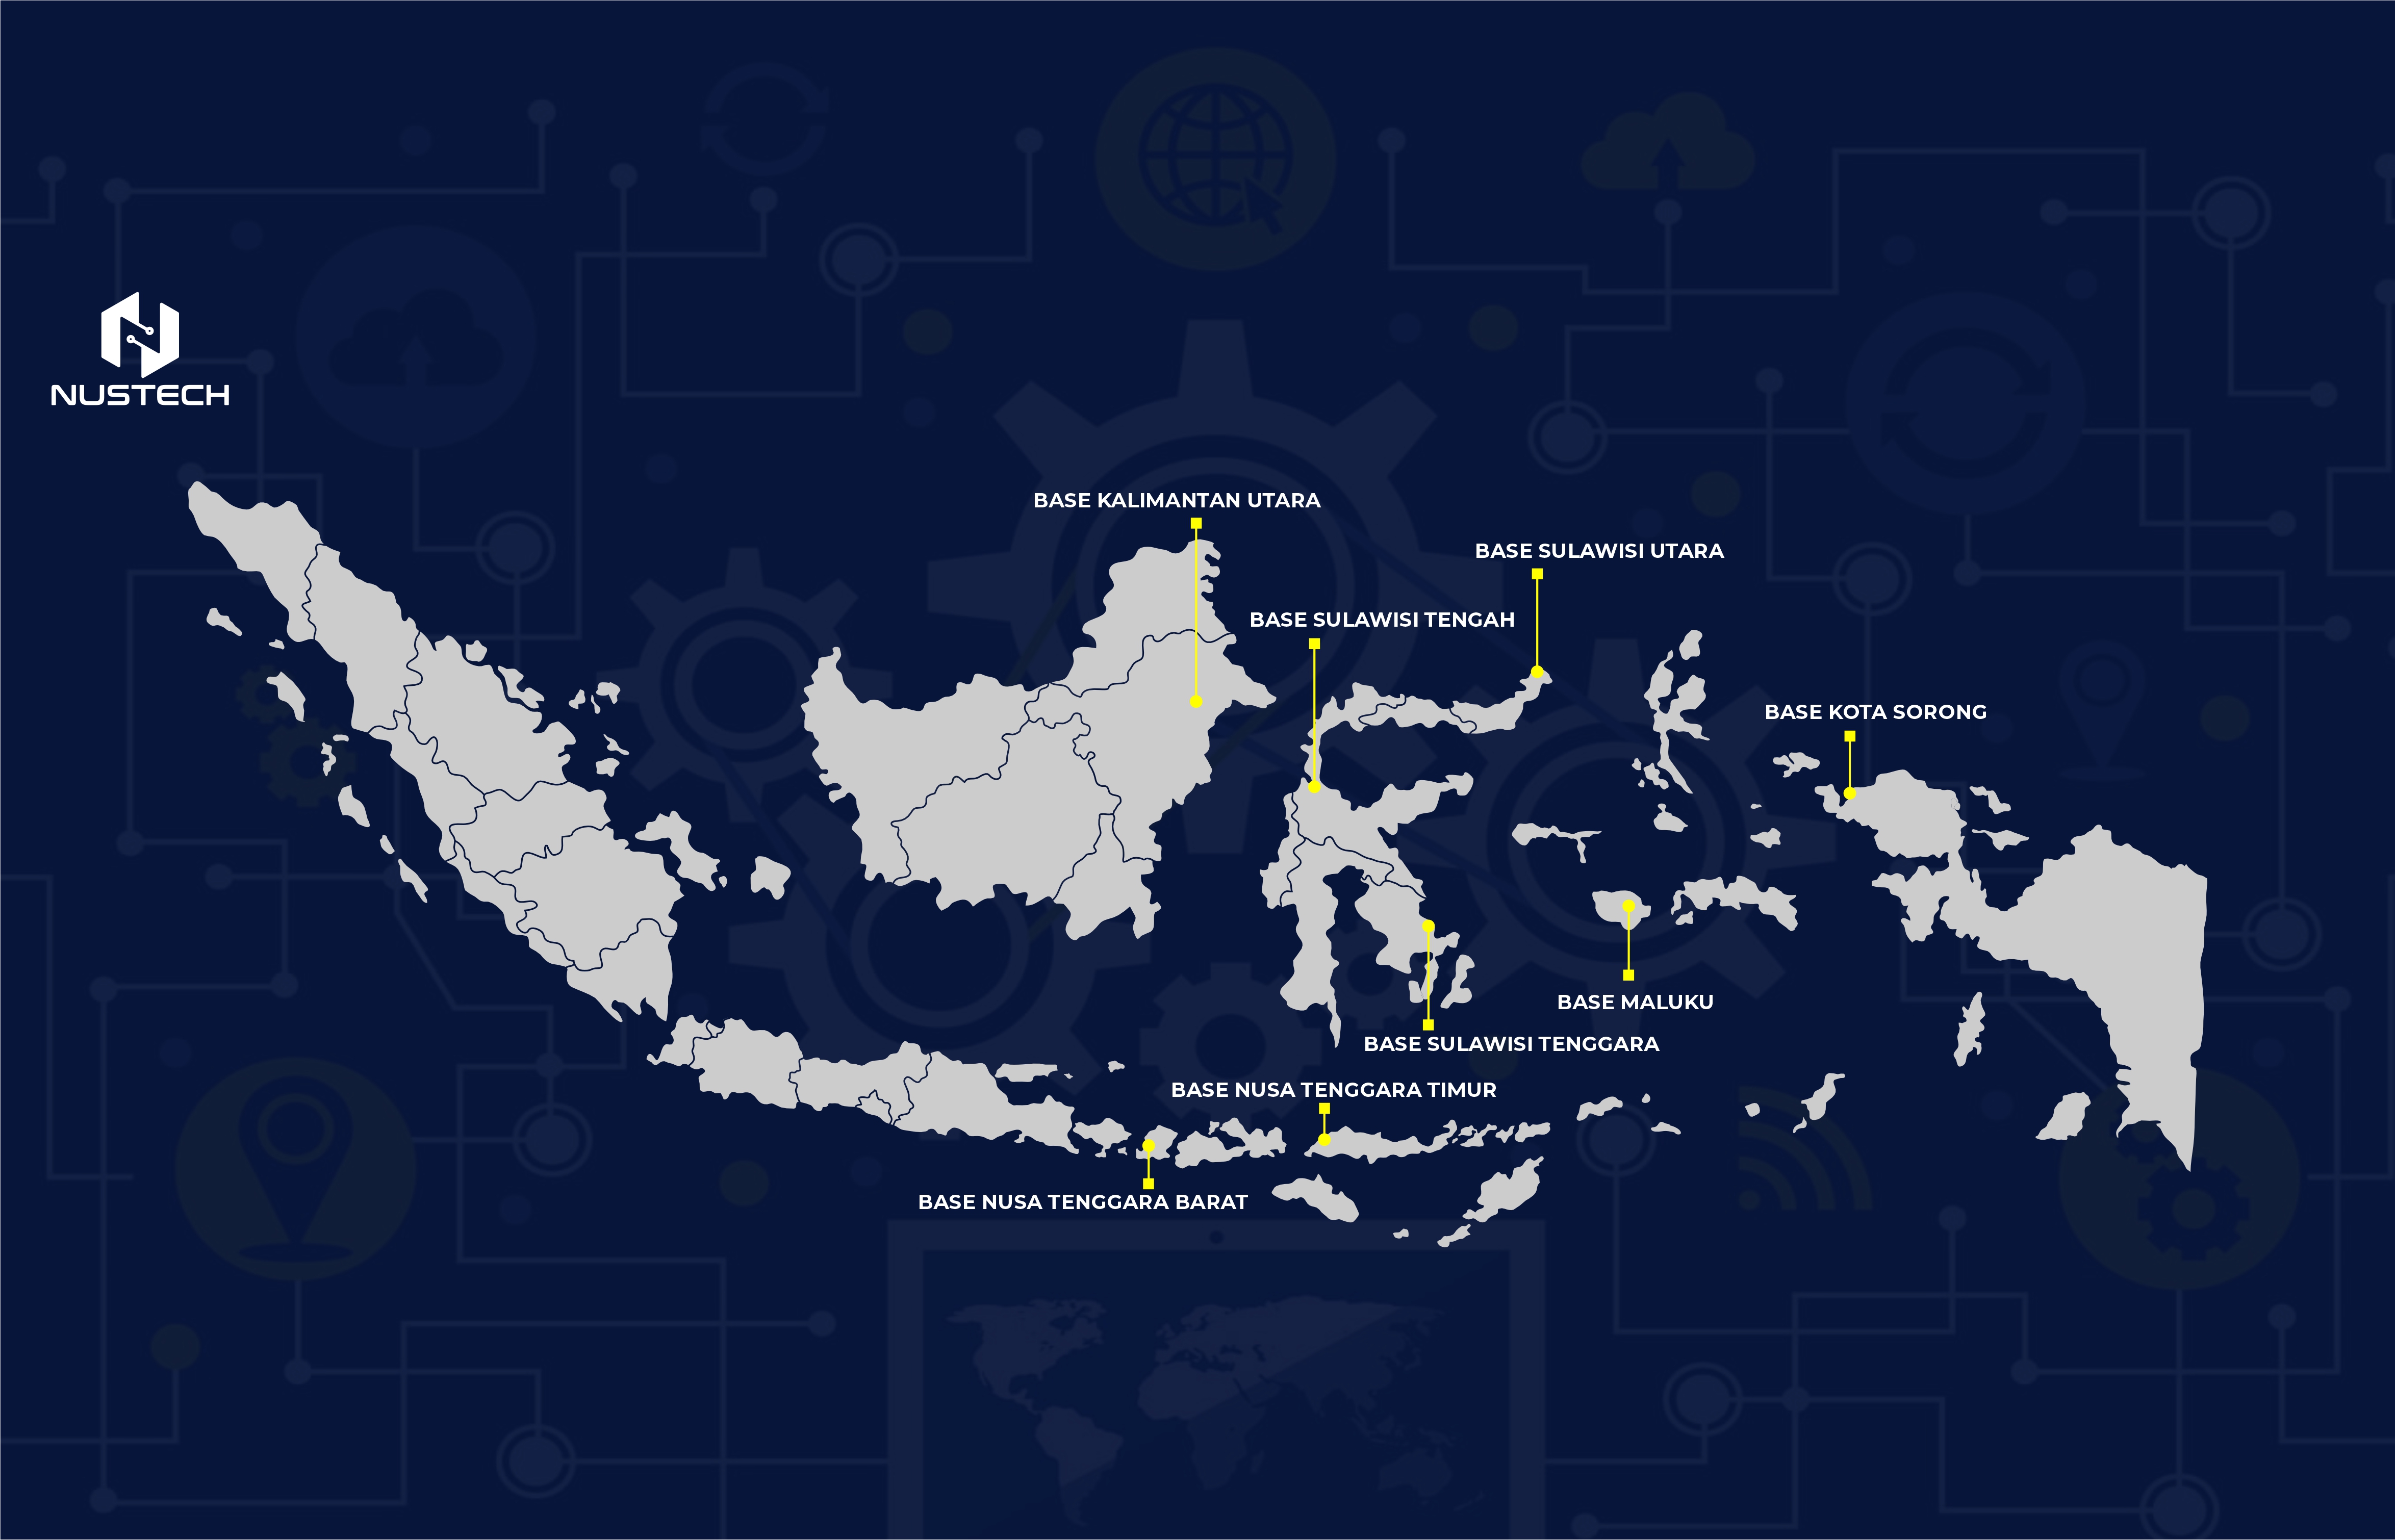 NUSTECH
BASE KALIMANTAN UTARA
BASE SULAWISI UTARA
BASE SULAWISI TENGAH
BASE KOTA SORONG
BASE MALUKU
BASE SULAWISI TENGGARA
BASE NUSA TENGGARA TIMUR
BASE NUSA TENGGARA BARAT